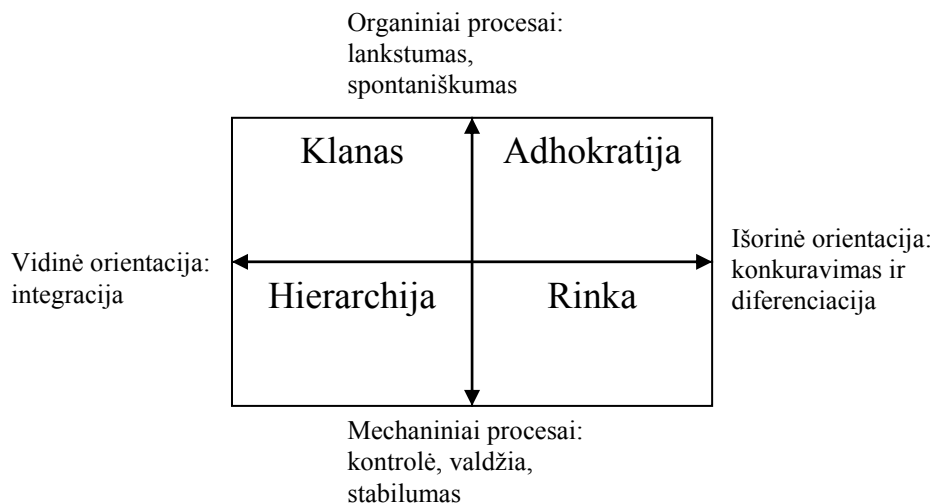 Organiniai procesai:
lankstumas,
spontaniškumas
Klanas
Adhokratija
Vidinė orientacija:
integracija
Išorinė orientacija:
konkuravimas ir
diferenciacija
Hierarchija
Rinka
Mechaniniai procesai:
kontrolė, valdžia,
stabilumas